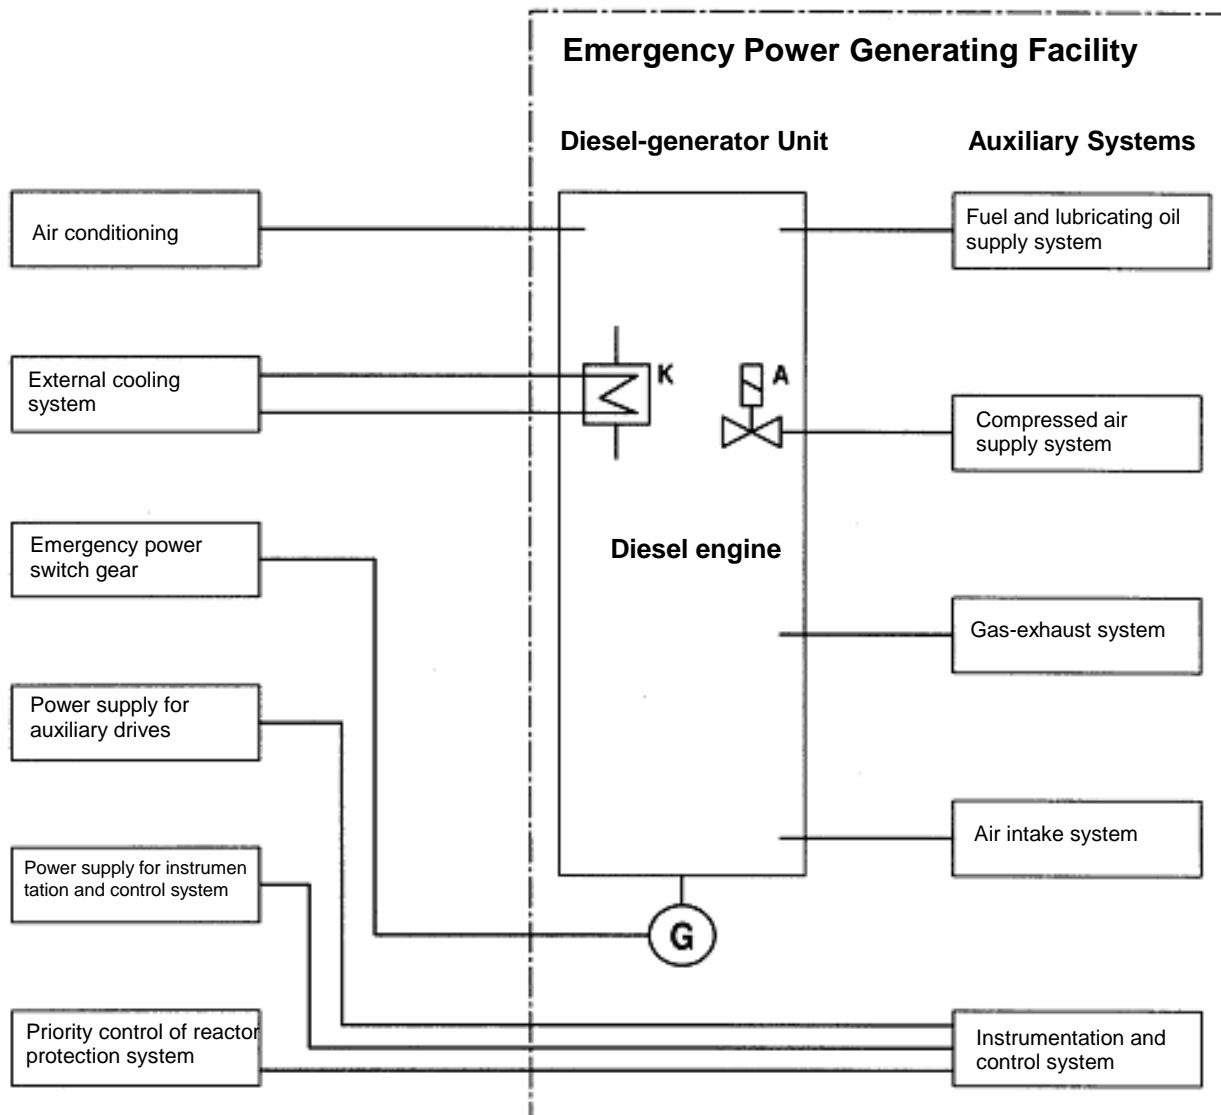 Emergency Power Generating Facility
Diesel-generator Unit
Auxiliary Systems
Air conditioning
Fuel and lubricating oil
supply system
External cooling
system
K
A
Compressed air
supply system
Emergency power
switch gear
Diesel engine
Gas-exhaust system
Power supply for
auxiliary drives
Air intake system
Power supply for instrumen
tation and control system
G
Priority control of reactor
protection system
Instrumentation and
control system